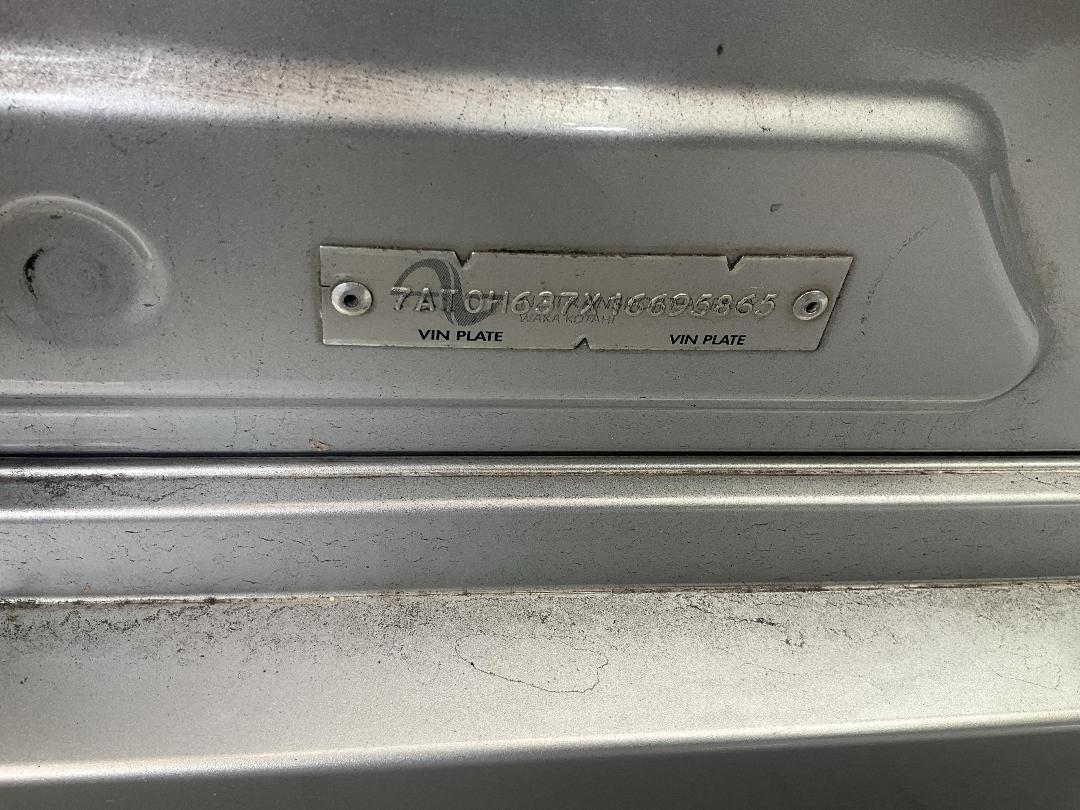 7AT0H637X16696865
WAKA KOTAHI
VIN PLATE VIN PLATE